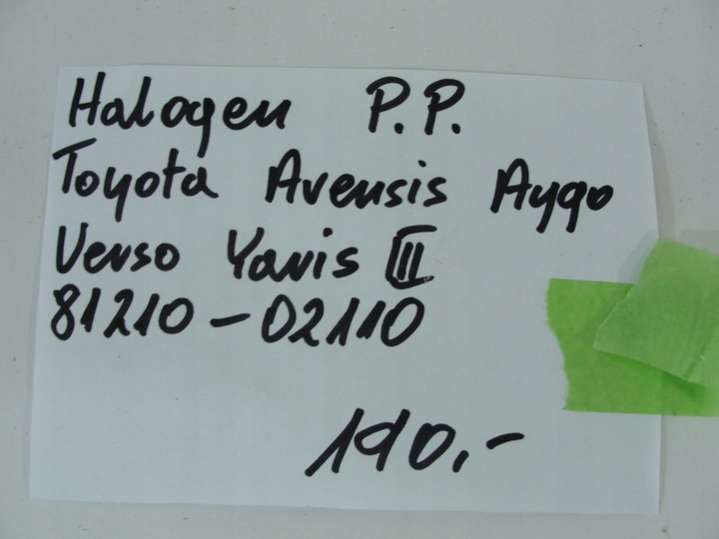 Halogen P.P.
Toyota Avensis Aygo
Verso Yaris III
81210-02110
190,-